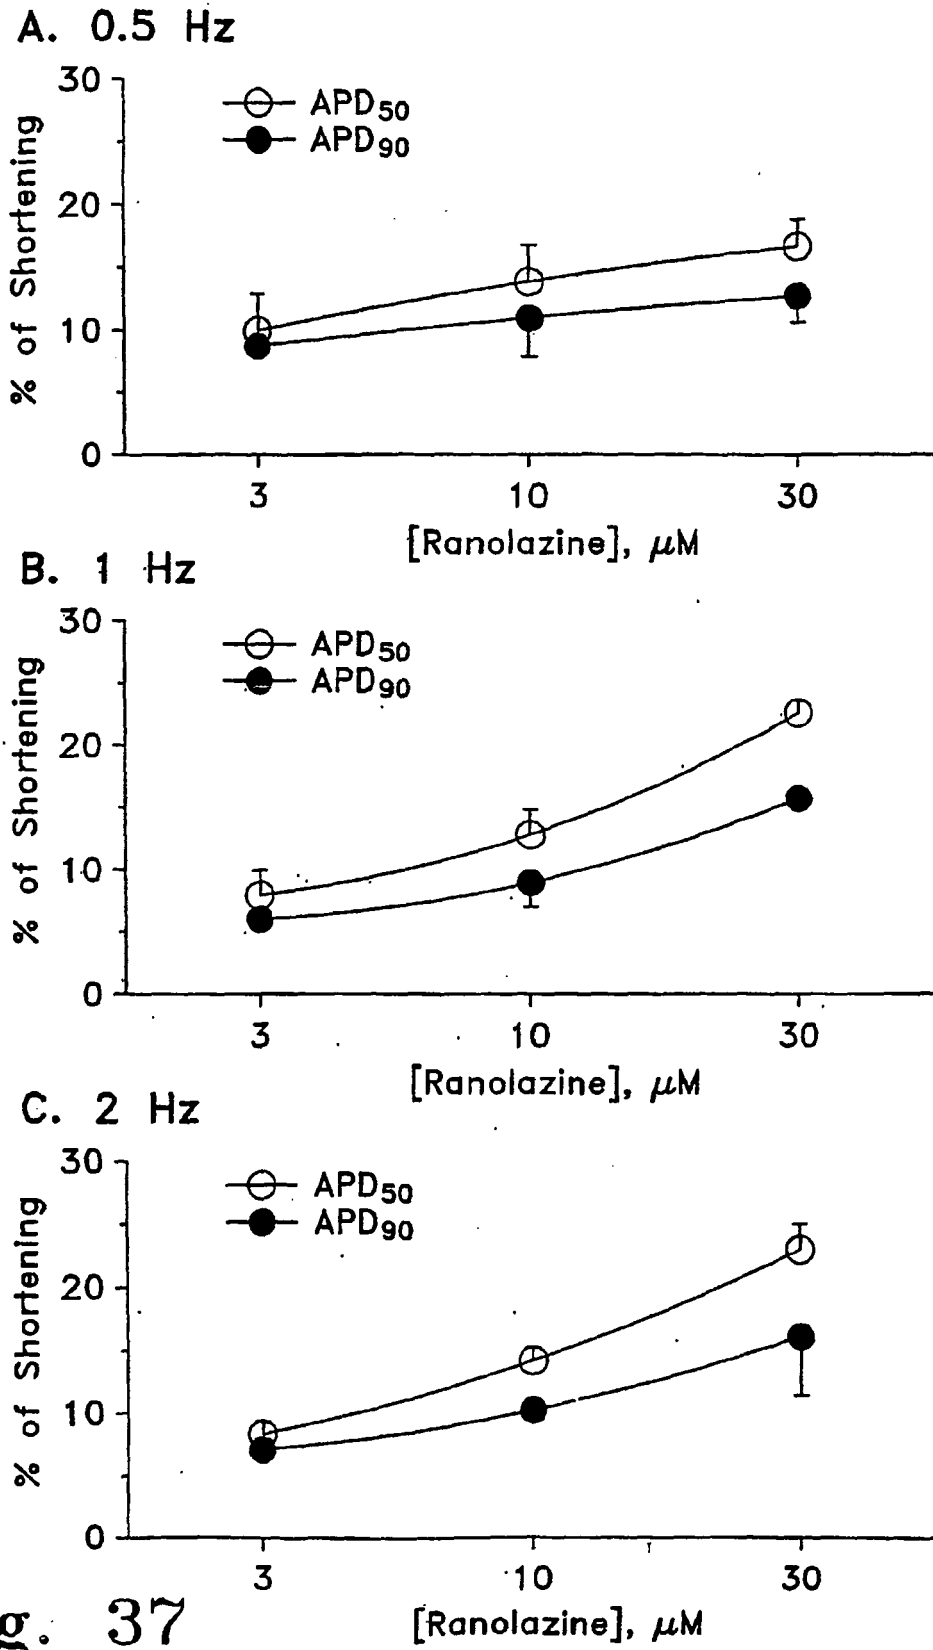 A. 0.5 Hz
30
20
10
0
% of Shortening
APD50
APD90
3 10 30
[Ranolazine], μM
B. 1 Hz
30
20
10
0
% of Shortening
APD50
APD90
3 10 30
[Ranolazine], μM
C. 2 Hz
30
20
10
0
% of Shortening
APD50
APD90
3 10 30
[Ranolazine], μM
g. 37